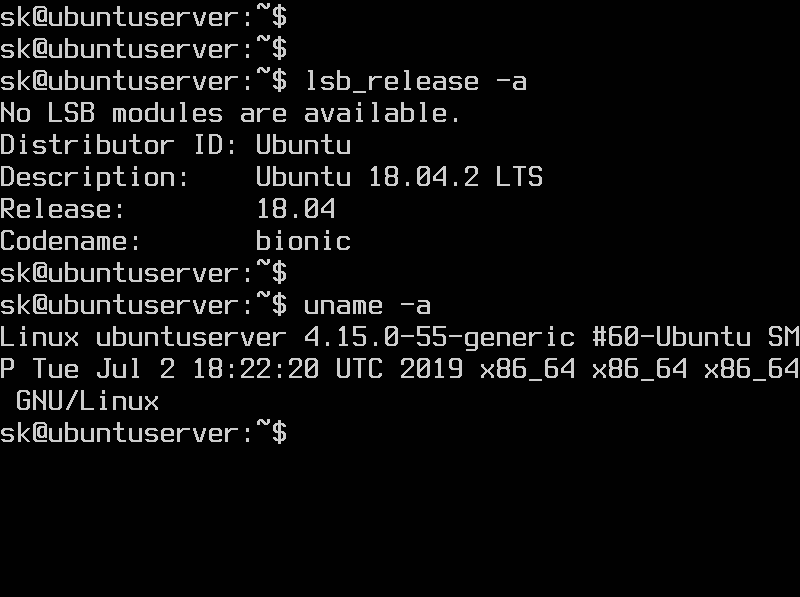 sk@ubuntuserver:~$
sk@ubuntuserver:~$
sk@ubuntuserver:~$ lsb_release -a
No LSB modules are available.
Distributor ID: Ubuntu
Description:    Ubuntu 18.04.2 LTS
Release:        18.04
Codename:       bionic
sk@ubuntuserver:~$
sk@ubuntuserver:~$ uname -a
Linux ubuntuserver 4.15.0-55-generic #60-Ubuntu SM
P Tue Jul 2 18:22:20 UTC 2019 x86_64 x86_64 x86_64
 GNU/Linux
sk@ubuntuserver:~$